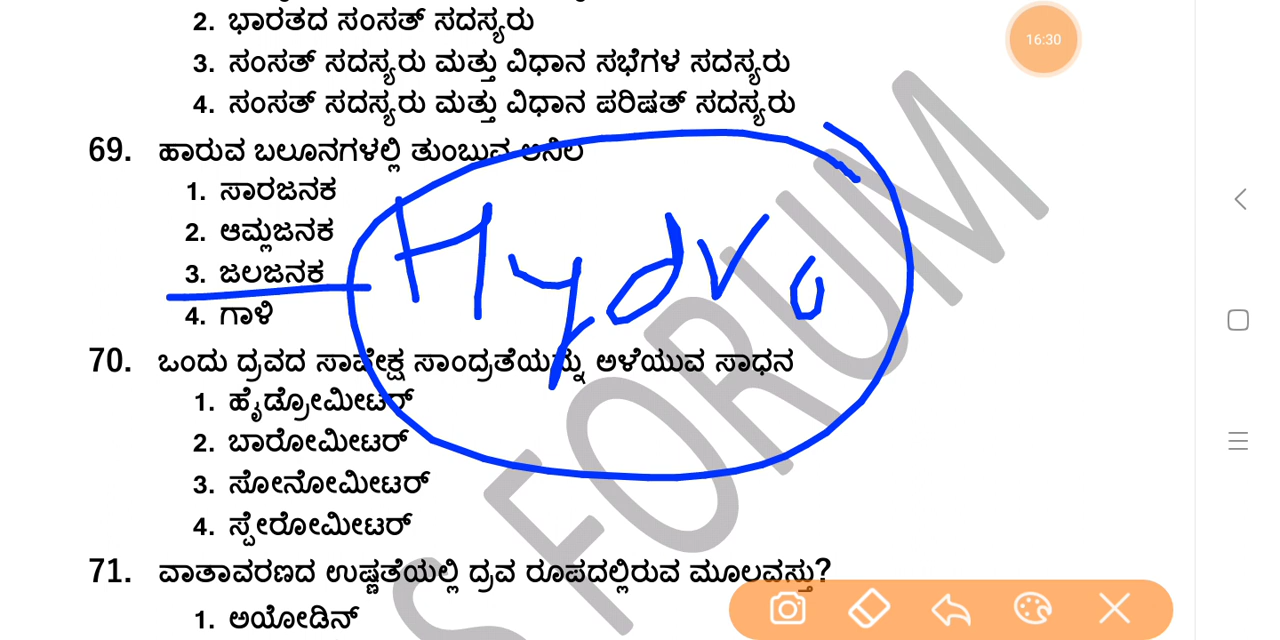 2. ಭಾರತದ ಸಂಸತ್ ಸದಸ್ಯರು
16:30
3. ಸಂಸತ್ ಸದಸ್ಯರು ಮತ್ತು ವಿಧಾನ ಸಭೆಗಳ ಸದಸ್ಯರು
4. ಸಂಸತ್ ಸದಸ್ಯರು ಮತ್ತು ವಿಧಾನ ಪರಿಷತ್ ಸದಸ್ಯರು
69. ಹಾರುವ ಬಲೂನಗಳಲ್ಲಿ ತುಂಬುವ ಅನಿಲ
1. ಸಾರಜನಕ
2. ಆಮ್ಲಜನಕ
3. ಜಲಜನಕ
4. ಗಾಳಿ
Hydro
70. ಒಂದು ದ್ರವದ ಸಾಪೇಕ್ಷ ಸಾಂದ್ರತೆಯನ್ನು ಅಳೆಯುವ ಸಾಧನ
1. ಹೈಡ್ರೋಮೀಟರ್
2. ಬಾರೋಮೀಟರ್
3. ಸೋನೋಮೀಟರ್
4. ಸ್ಪೇರೋಮೀಟರ್
71. ವಾತಾವರಣದ ಉಷ್ಣತೆಯಲ್ಲಿ ದ್ರವ ರೂಪದಲ್ಲಿರುವ ಮೂಲವಸ್ತು?
1. ಅಯೋಡಿನ್
S FORUM